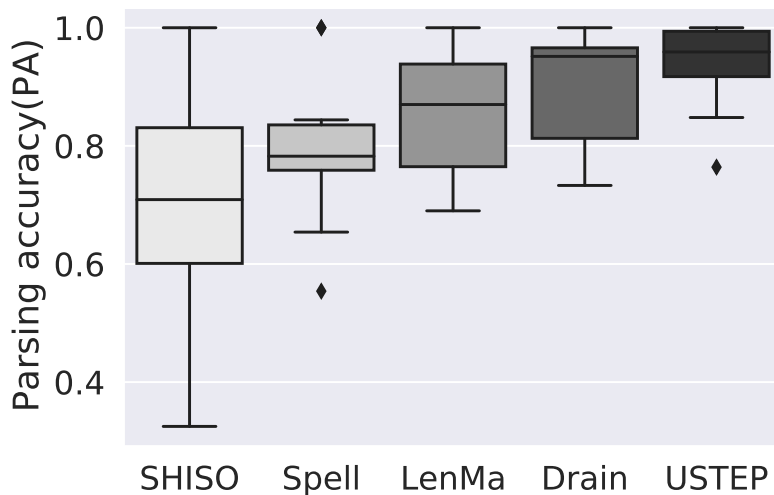 Parsing accuracy(PA)
1.0
0.8
0.6
0.4
SHISO Spell LenMa Drain USTEP